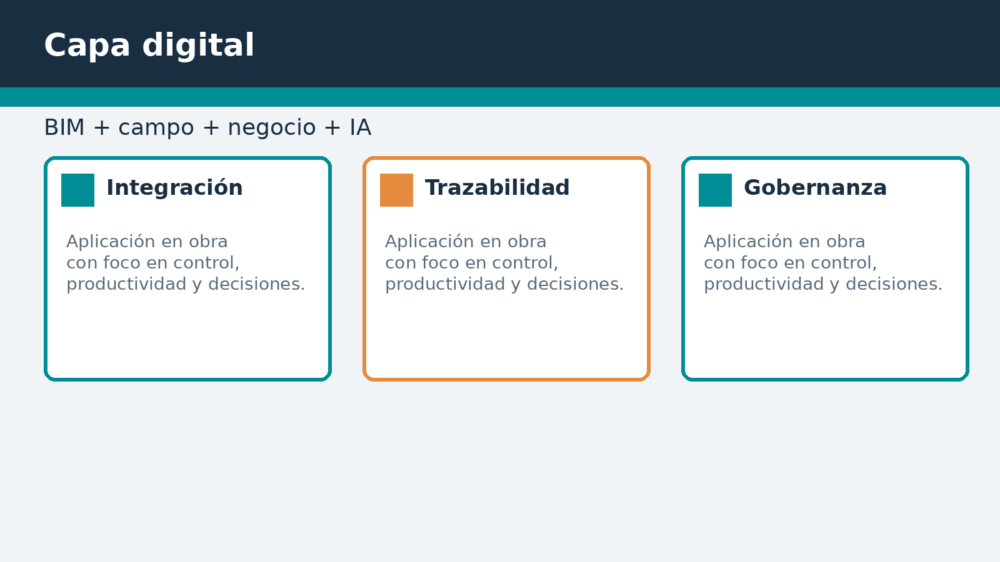 Capa digital
BIM + campo + negocio + IA
Integración
Aplicación en obra
con foco en control,
productividad y decisiones.
Trazabilidad
Aplicación en obra
con foco en control,
productividad y decisiones.
Gobernanza
Aplicación en obra
con foco en control,
productividad y decisiones.